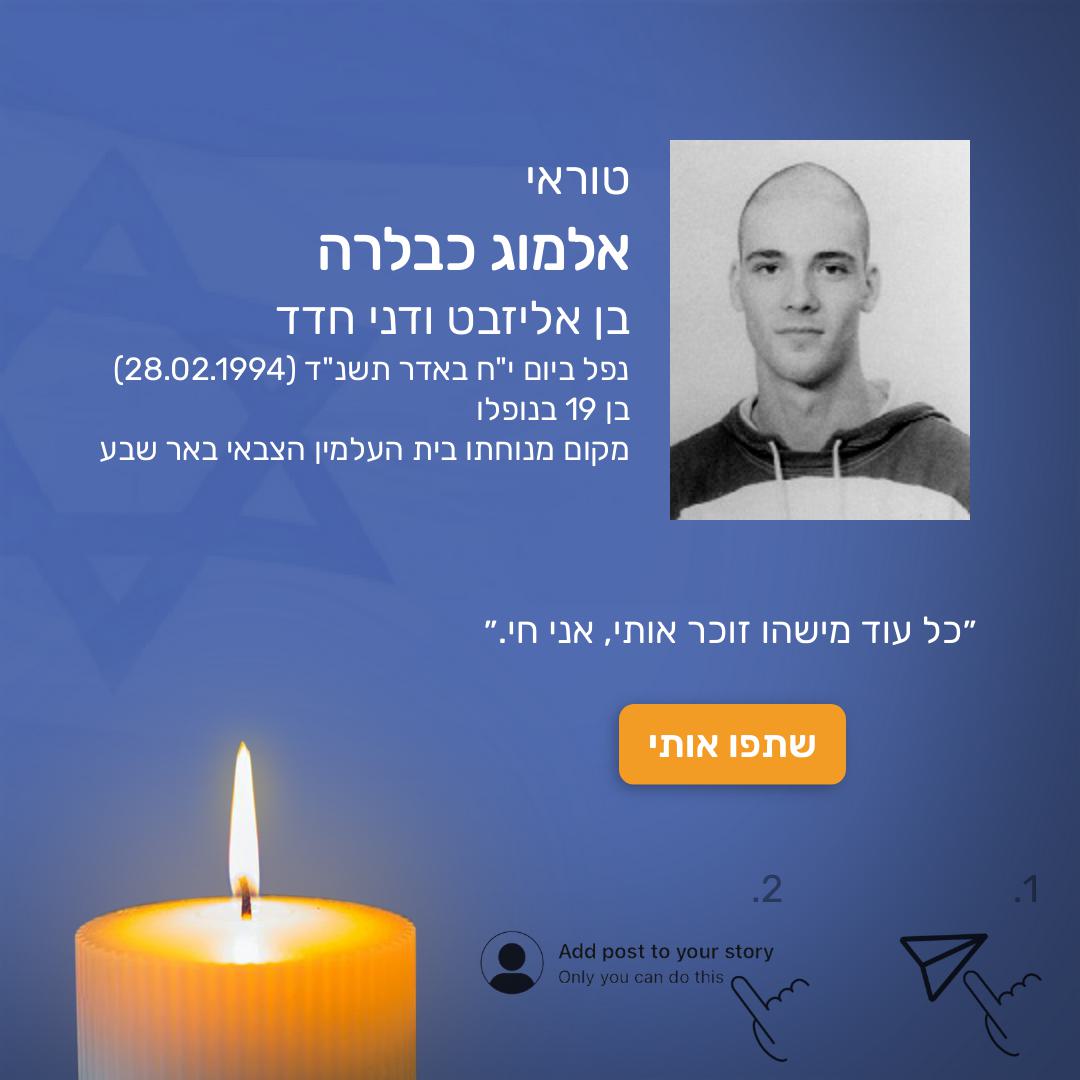 טוראי
אלמוג כבלרה
בן אליזבט ודני חדד
נפל ביום י"ח באדר תשנ"ד (28.02.1994)
בן 19 בנופלו
מקום מנוחתו בית העלמין הצבאי באר שבע
״כל עוד מישהו זוכר אותי, אני חי.״
שתפו אותי
1.
2.
Add post to your story
Only you can do this